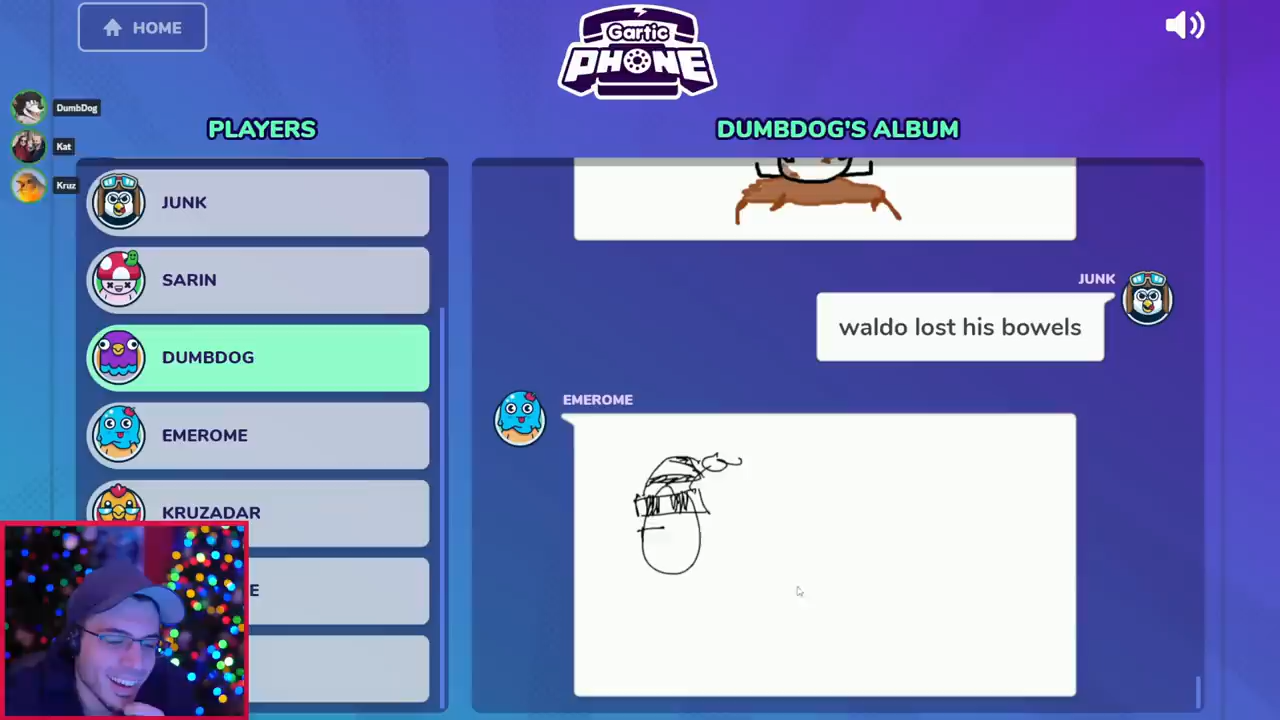 HOME
Gartic
PHONE
DumbDog
Kat
Kruz
PLAYERS
DUMBDOG'S ALBUM
JUNK
SARIN
DUMBDOG
EMEROME
KRUZADAR
E
JUNK
waldo lost his bowels
EMEROME